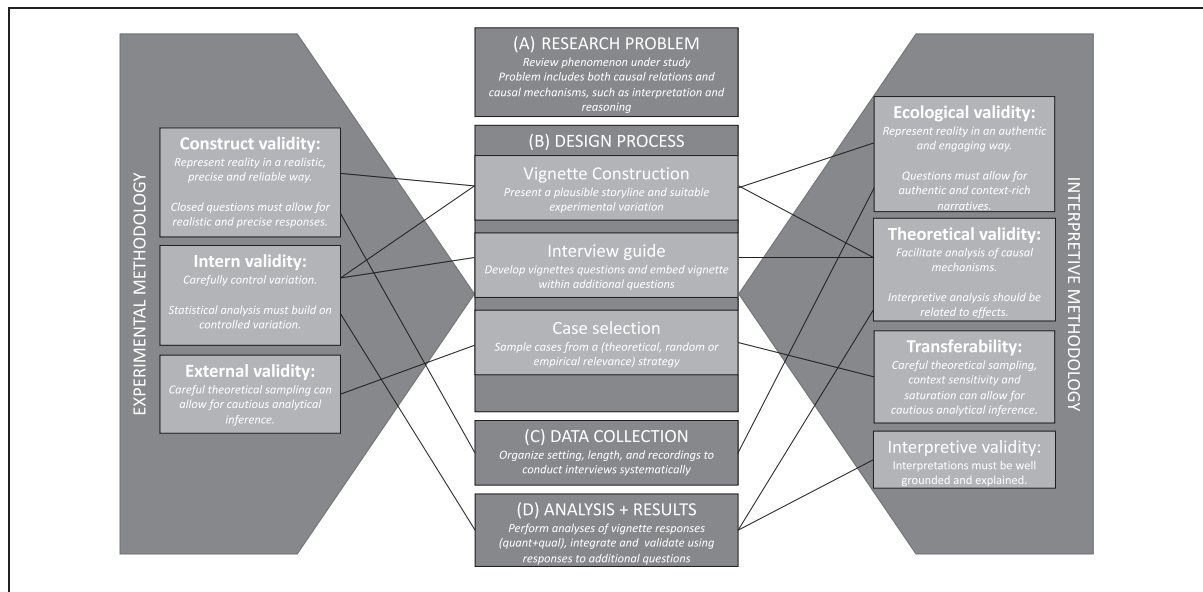 EXPERIMENTAL METHODOLOGY
Construct validity:
Represent reality in a realistic,
precise and reliable way.
Closed questions must allow for
realistic and precise responses.
Intern validity:
Carefully control variation.
Statistical analysis must build on
controlled variation.
External validity:
Careful theoretical sampling can
allow for cautious analytical
inference.
(A) RESEARCH PROBLEM
Review phenomenon under study
Problem includes both causal relations and
causal mechanisms, such as interpretation and
reasoning
(B) DESIGN PROCESS
Vignette Construction
Present a plausible storyline and suitable
experimental variation
Interview guide
Develop vignettes questions and embed vignette
within additional questions
Case selection
Sample cases from a (theoretical, random or
empirical relevance) strategy
(C) DATA COLLECTION
Organize setting, length, and recordings to
conduct interviews systematically
(D) ANALYSIS + RESULTS
Perform analyses of vignette responses
(quant+qual), integrate and validate using
responses to additional questions
Ecological validity:
Represent reality in an authentic
and engaging way.
Questions must allow for
authentic and context-rich
narratives.
Theoretical validity:
Facilitate analysis of causal
mechanisms.
Interpretive analysis should be
related to effects.
Transferability:
Careful theoretical sampling,
context sensitivity and
saturation can allow for
cautious analytical inference.
Interpretive validity:
Interpretations must be well
grounded and explained.
INTERPRETIVE METHODOLOGY